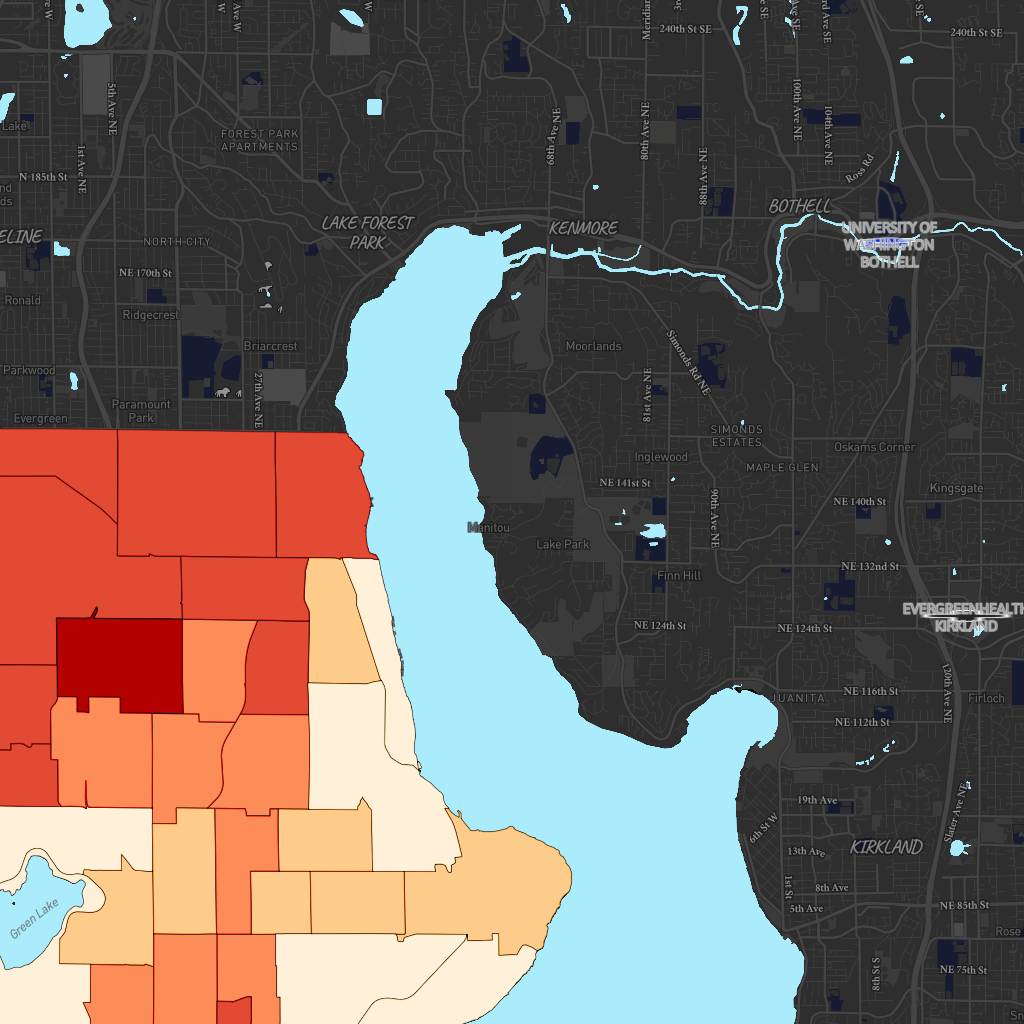 5th Ave NE
240th St SE
240th St SE
100th Ave NE
104th Ave NE
68th Ave NE
80th Ave NE
88th Ave NE
Ross Rd
Lake
FOREST PARK
APARTMENTS
1st Ave NE
N 185th St
BOTHELL
LAKE FOREST
PARK
KENMORE
UNIVERSITY OF
WASHINGTON
BOTHELL
ELINE
NORTH CITY
NE 170th St
Ronald
Ridgecrest
Briarcrest
Moorlands
Simonds Rd NE
Parkwood
27th Ave NE
81st Ave NE
Paramount
Park
Evergreen
SIMONDS
ESTATES
Oskams Corner
Inglewood
MAPLE GLEN
NE 141st St
Kingsgate
90th Ave NE
NE 140th St
Manitou
Lake Park
Finn Hill
NE 132nd St
EVERGREENHEALTH
KIRKLAND
NE 124th St
NE 124th St
120th Ave NE
JUANITA
NE 116th St
Firloch
NE 112th St
19th Ave
6th St W
Slater Ave NE
13th Ave
KIRKLAND
1st St
8th Ave
5th Ave
NE 85th St
Green Lake
Rose
8th St S
NE 75th St